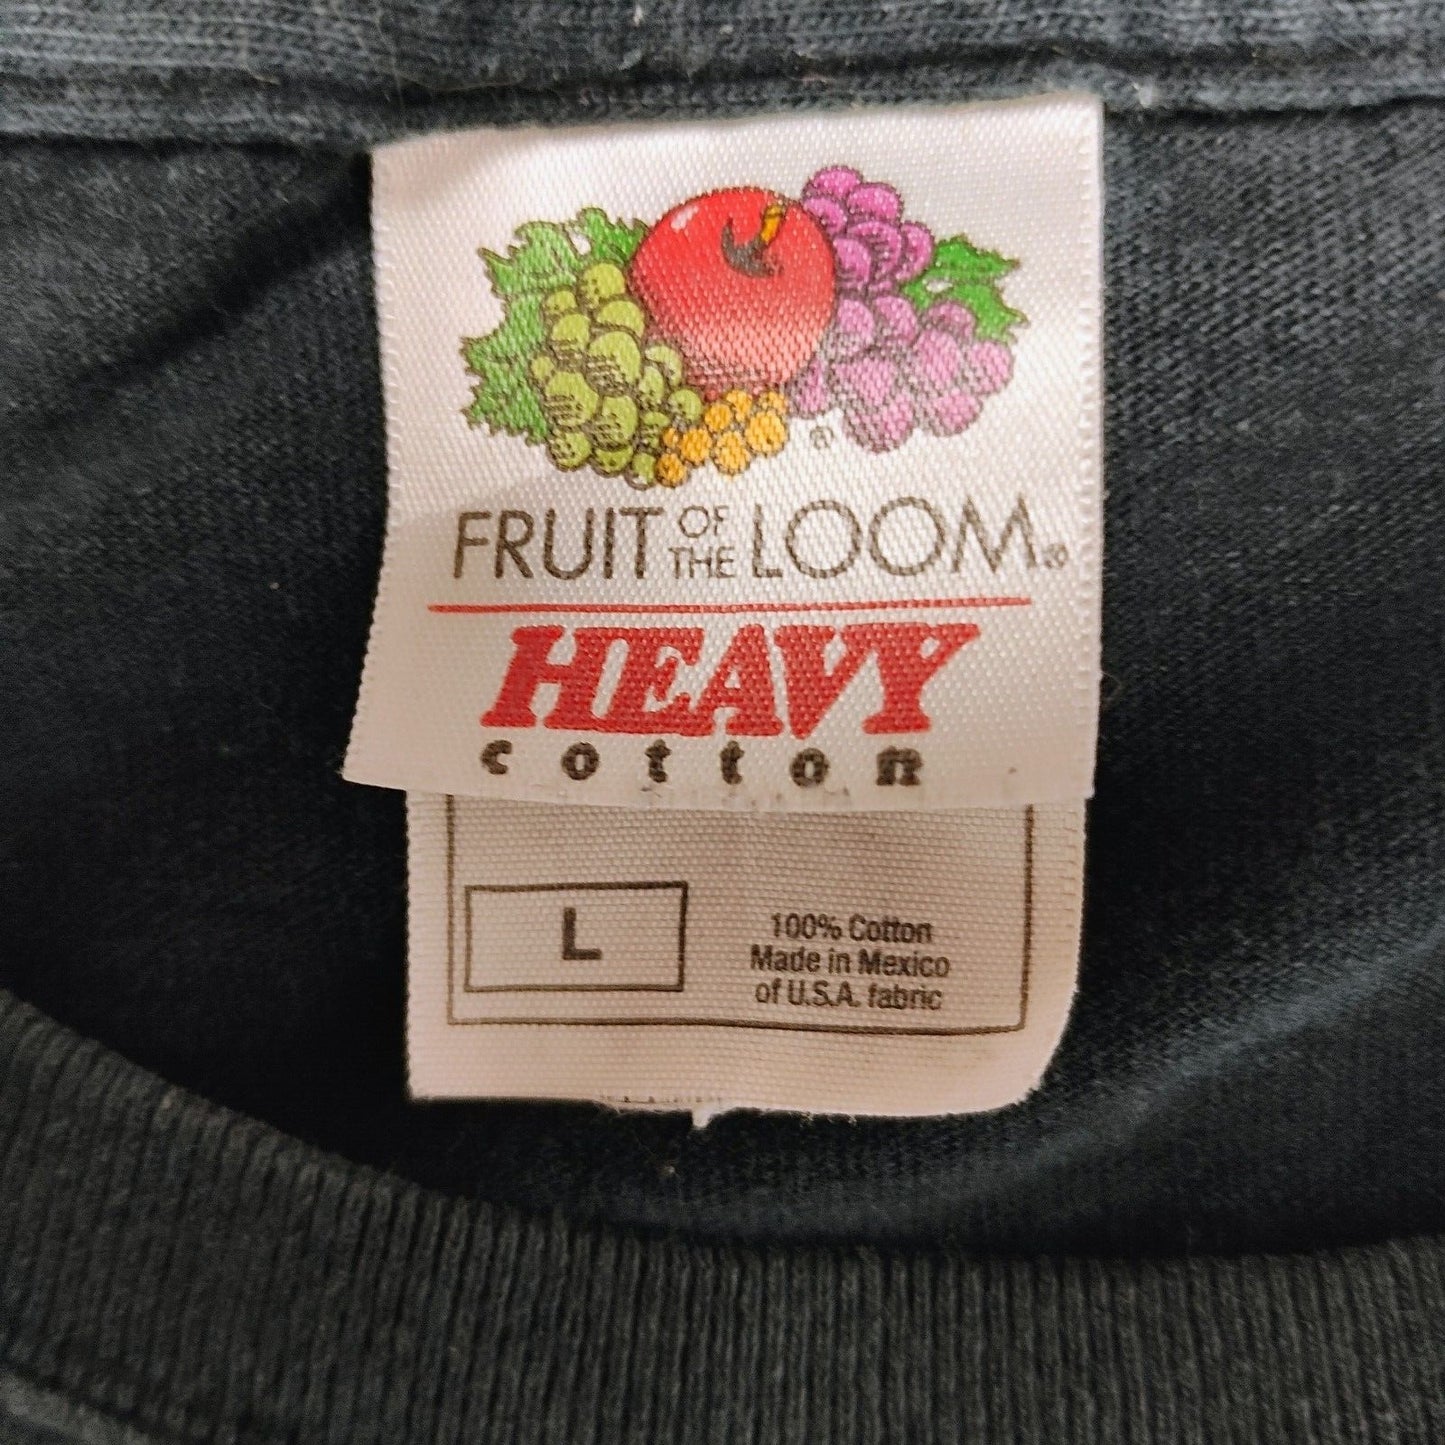 ®
FRUIT OF THE LOOM®
HEAVY
cotton
L
100% Cotton
Made in Mexico
of U.S.A. fabric